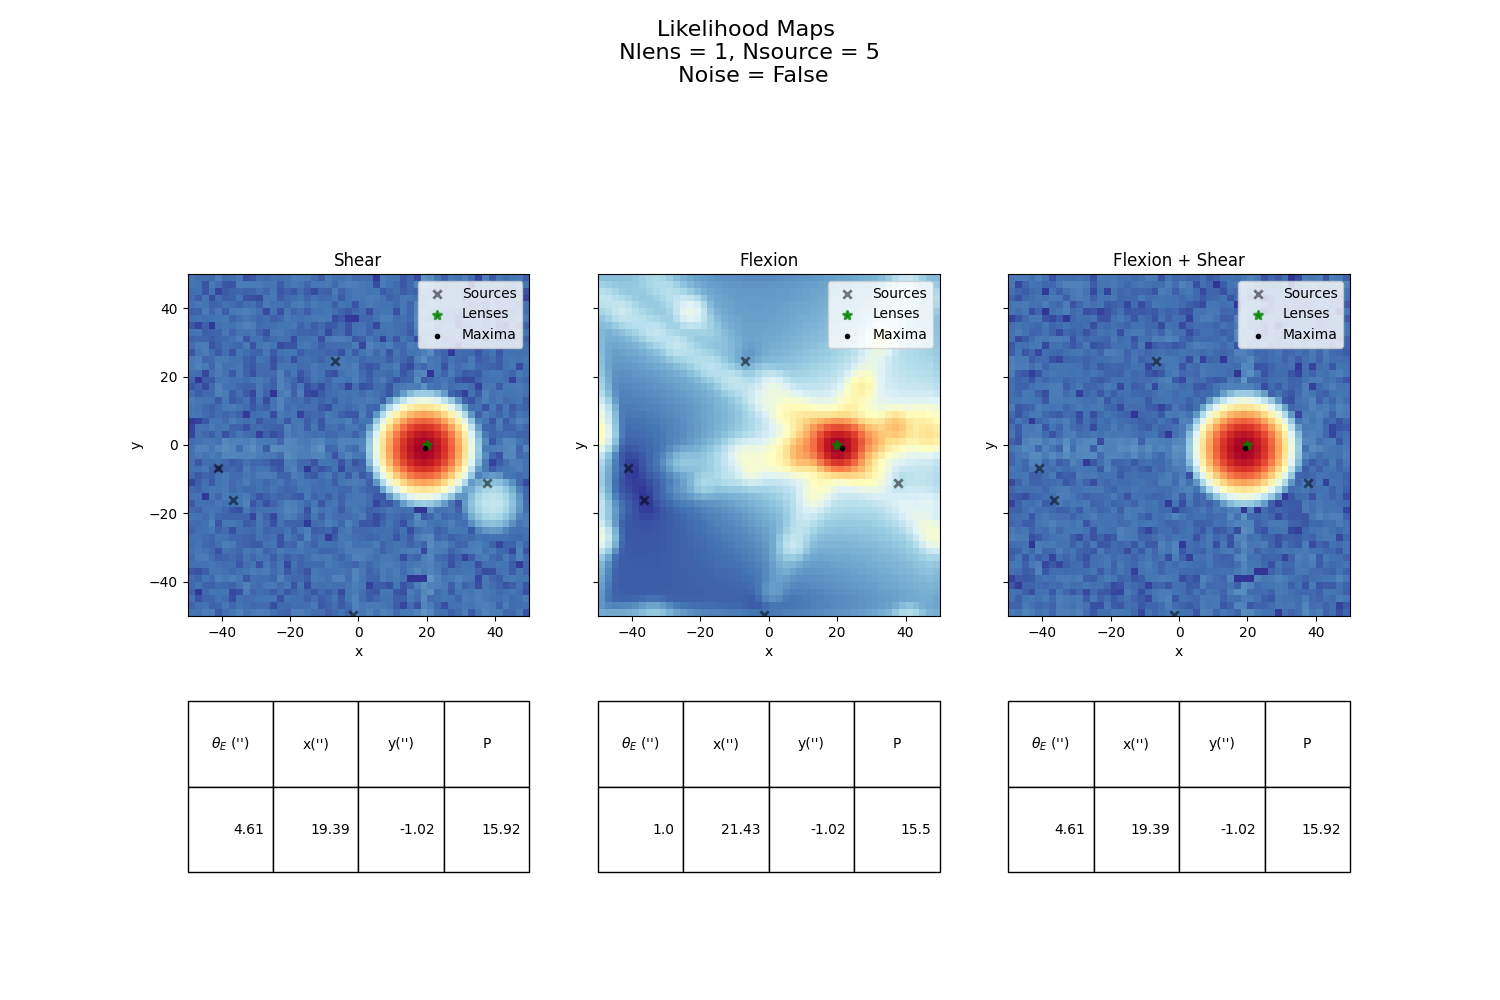 Likelihood Maps
Nlens = 1, Nsource = 5
Noise = False
Shear
Sources
Lenses
Maxima
40
20
0
−20
−40
y
−40 −20 0 20 40
x
Flexion
Sources
Lenses
Maxima
y
−40 −20 0 20 40
x
Flexion + Shear
Sources
Lenses
Maxima
y
−40 −20 0 20 40
x
θE ('') x('') y('') P
4.61 19.39 -1.02 15.92
θE ('') x('') y('') P
1.0 21.43 -1.02 15.5
θE ('') x('') y('') P
4.61 19.39 -1.02 15.92